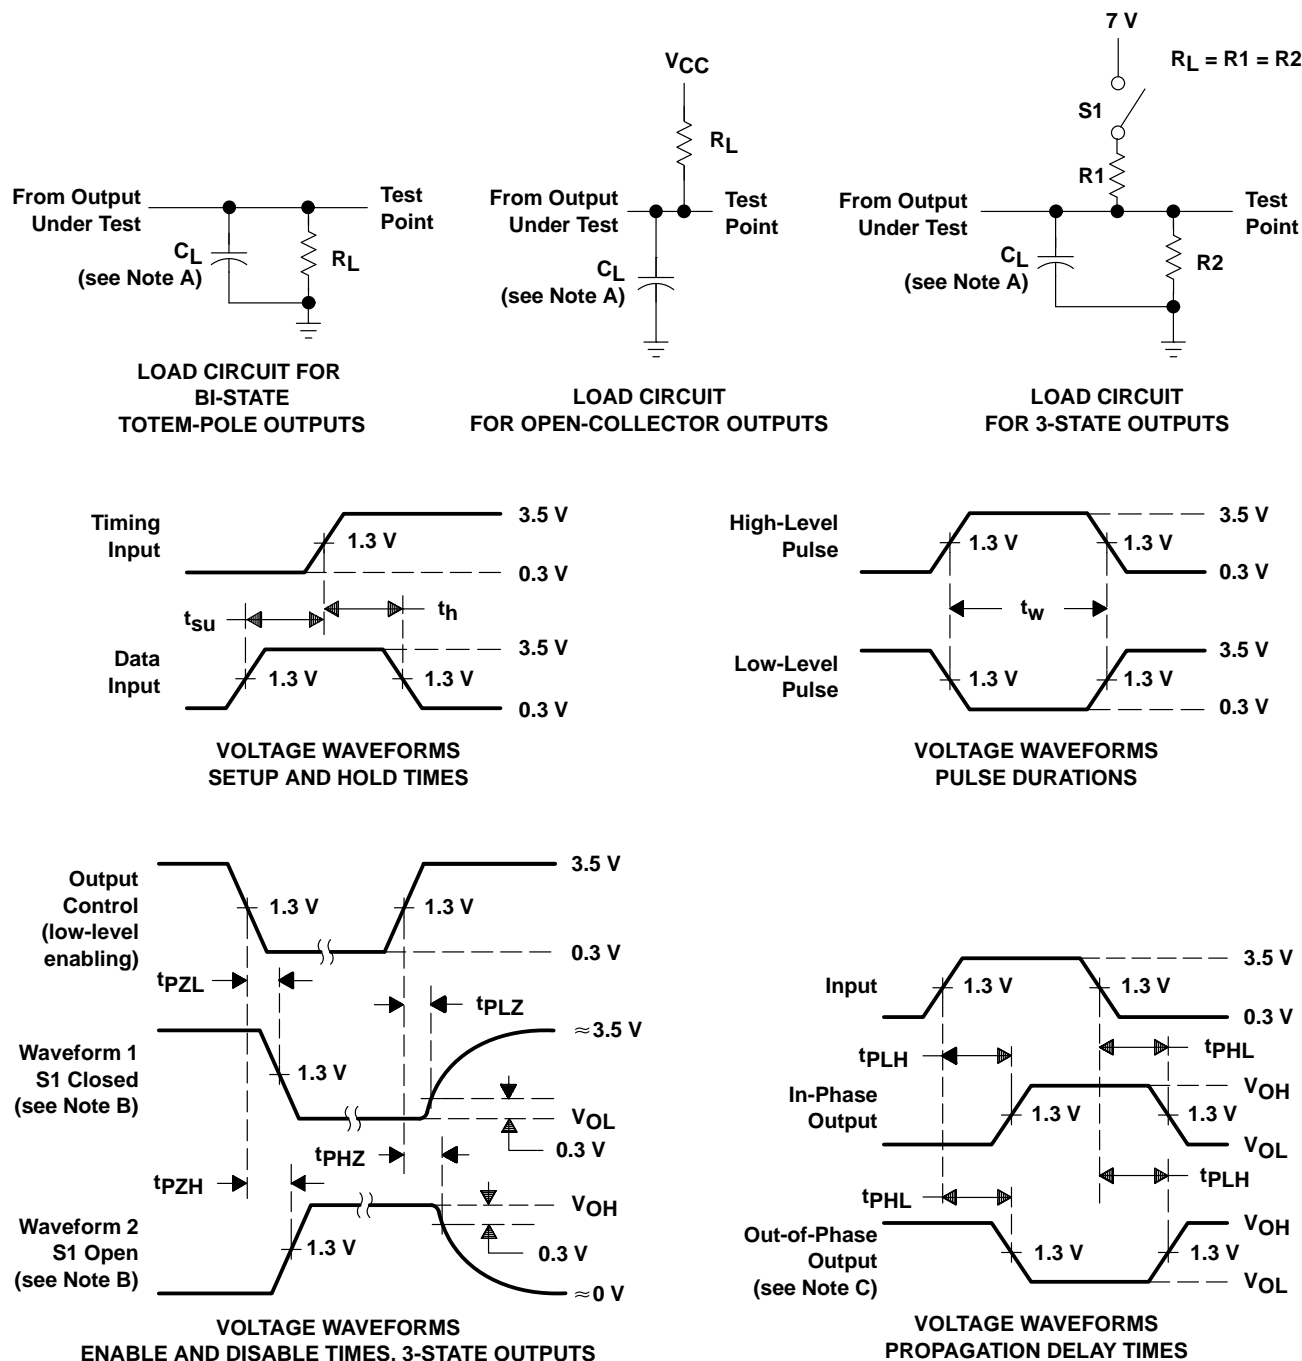 VCC
RL
From Output
Under Test
Test
Point
CL
(see Note A)
RL
LOAD CIRCUIT FOR
BI-STATE
TOTEM-POLE OUTPUTS
From Output
Under Test
Test
Point
CL
(see Note A)
LOAD CIRCUIT
FOR OPEN-COLLECTOR OUTPUTS
7 V
RL = R1 = R2
S1
R1
From Output
Under Test
Test
Point
CL
(see Note A)
R2
LOAD CIRCUIT
FOR 3-STATE OUTPUTS
Timing
Input
1.3 V
3.5 V
0.3 V
tsu
th
Data
Input
1.3 V
1.3 V
3.5 V
0.3 V
VOLTAGE WAVEFORMS
SETUP AND HOLD TIMES
High-Level
Pulse
1.3 V
1.3 V
3.5 V
0.3 V
tw
Low-Level
Pulse
1.3 V
1.3 V
3.5 V
0.3 V
VOLTAGE WAVEFORMS
PULSE DURATIONS
Output
Control
(low-level
enabling)
1.3 V
1.3 V
3.5 V
0.3 V
tPZL
tPLZ
Waveform 1
S1 Closed
(see Note B)
1.3 V
≈3.5 V
VOL
0.3 V
tPHZ
tPZH
Waveform 2
S1 Open
(see Note B)
1.3 V
VOH
0.3 V
≈0 V
VOLTAGE WAVEFORMS
ENABLE AND DISABLE TIMES, 3-STATE OUTPUTS
Input
1.3 V
1.3 V
3.5 V
0.3 V
tPLH
tPHL
In-Phase
Output
1.3 V
1.3 V
VOH
VOL
tPHL
tPLH
Out-of-Phase
Output
(see Note C)
1.3 V
1.3 V
VOH
VOL
VOLTAGE WAVEFORMS
PROPAGATION DELAY TIMES